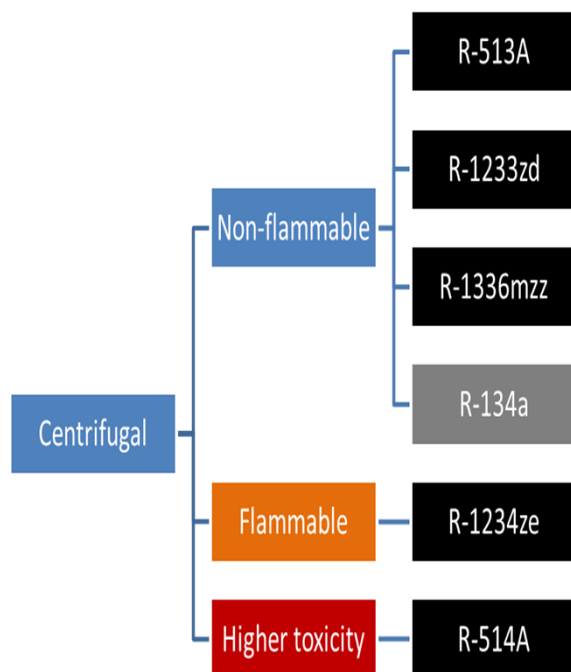 Centrifugal
Non-flammable
R-513A
R-1233zd
R-1336mzz
R-134a
Flammable
R-1234ze
Higher toxicity
R-514A